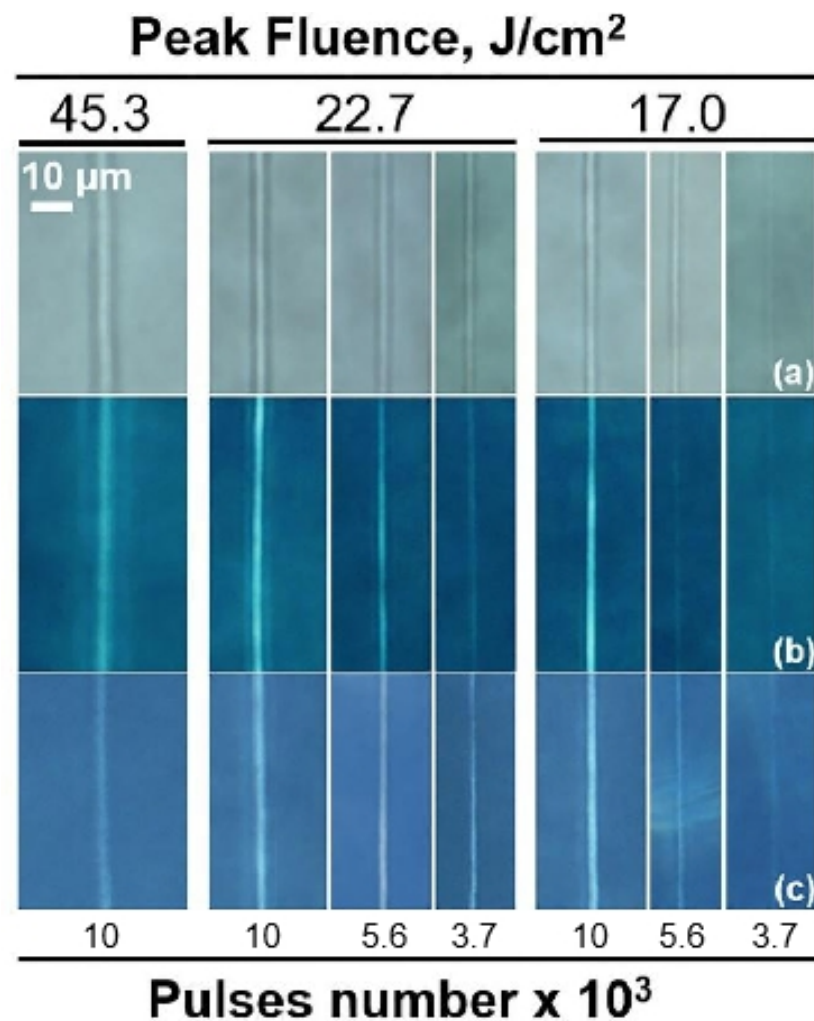 Peak Fluence, J/cm²
45.3 22.7 17.0
10 µm
(a)
(b)
(c)
10 10 5.6 3.7 10 5.6 3.7
Pulses number x 10³